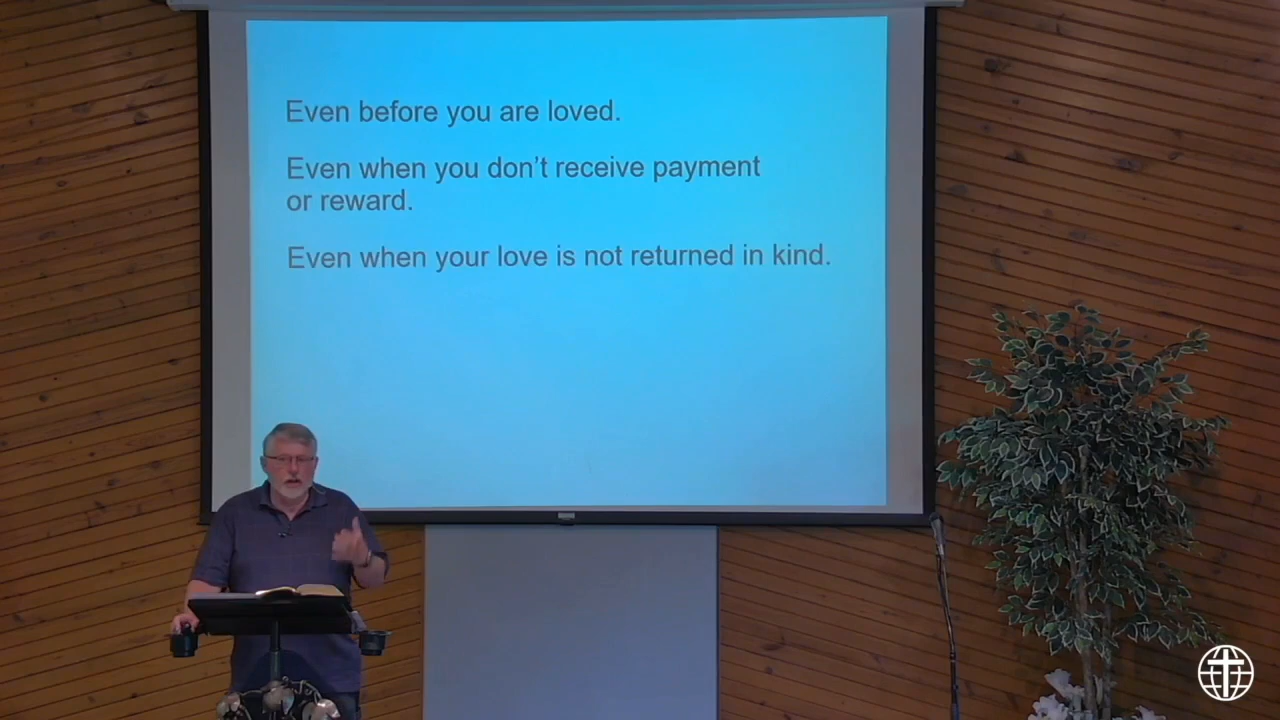 Even before you are loved.
Even when you don't receive payment
or reward.
Even when your love is not returned in kind.